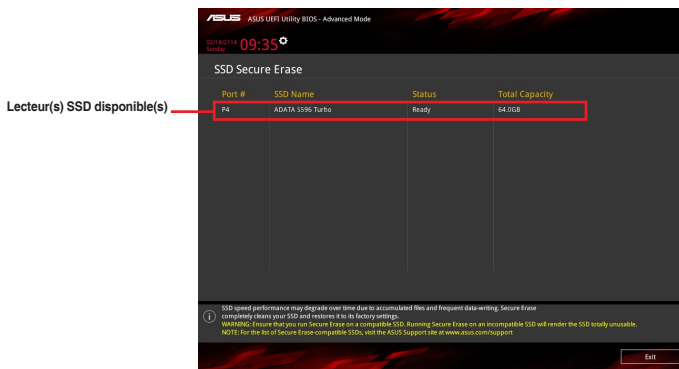 ASUS ASUS UEFI Utility BIOS - Advanced Mode
02/16/2114
Sunday
09:35
SSD Secure Erase
Port # SSD Name Status Total Capacity
Lecteur(s) SSD disponible(s)
P4 ADATA S596 Turbo Ready 64.0GB
SSD speed performance may degrade over time due to accumulated files and frequent data-writing. Secure Erase
completely cleans your SSD and restores it to its factory settings.
WARNING: Ensure that you run Secure Erase on a compatible SSD. Running Secure Erase on an incompatible SSD will render the SSD totally unusable.
NOTE: For the list of Secure Erase-compatible SSDs, visit the ASUS Support site at www.asus.com/support
Exit